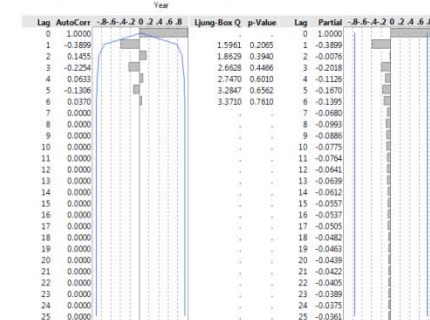 Year
Lag AutoCorr -.8-.6-.4-.2 0 .2 .4 .6 .8 Ljung-Box Q p-Value Lag Partial -.8-.6-.4-.2 0 .2 .4 .6 .8
0 1.0000 . . 0 1.0000
1 -0.3899 1.5961 0.2065 1 -0.3899
2 0.1455 1.8629 0.3940 2 -0.0076
3 -0.2254 2.6628 0.4466 3 -0.2018
4 0.0633 2.7470 0.6010 4 -0.1126
5 -0.1306 3.2847 0.6562 5 -0.1670
6 0.0370 3.3710 0.7610 6 -0.1395
7 0.0000 . . 7 -0.0680
8 0.0000 . . 8 -0.0993
9 0.0000 . . 9 -0.0886
10 0.0000 . . 10 -0.0775
11 0.0000 . . 11 -0.0764
12 0.0000 . . 12 -0.0641
13 0.0000 . . 13 -0.0639
14 0.0000 . . 14 -0.0612
15 0.0000 . . 15 -0.0557
16 0.0000 . . 16 -0.0537
17 0.0000 . . 17 -0.0505
18 0.0000 . . 18 -0.0482
19 0.0000 . . 19 -0.0463
20 0.0000 . . 20 -0.0439
21 0.0000 . . 21 -0.0422
22 0.0000 . . 22 -0.0405
23 0.0000 . . 23 -0.0389
24 0.0000 . . 24 -0.0375
25 0.0000 . . 25 -0.0361